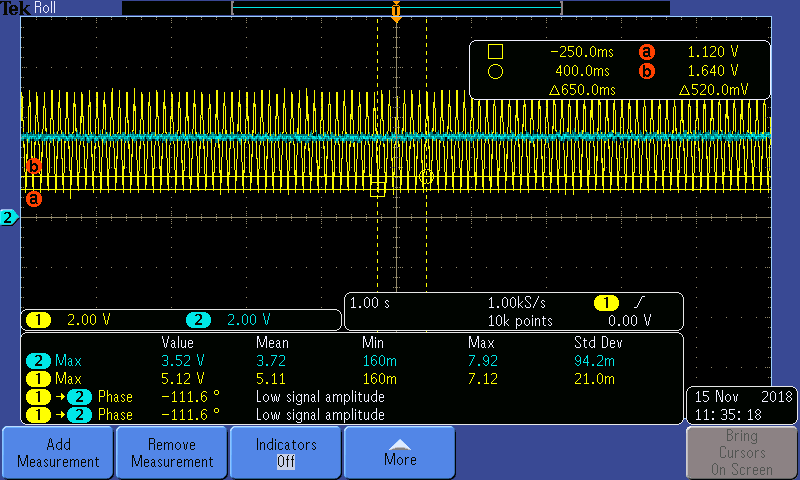 Tek Roll
T
−250.0ms a 1.120 V
400.0ms b 1.640 V
△650.0ms △520.0mV
b
a
2
1 2.00 V 2 2.00 V
1.00 s 1.00kS/s 1
10k points 0.00 V
Value Mean Min Max Std Dev
2 Max 3.52 V 3.72 160m 7.92 94.2m
1 Max 5.12 V 5.11 160m 7.12 21.0m
1 → 2 Phase −111.6 ° Low signal amplitude
1 → 2 Phase −111.6 ° Low signal amplitude
15 Nov 2018
11:35:18
Add Measurement
Remove Measurement
Indicators Off
More
Bring Cursors On Screen